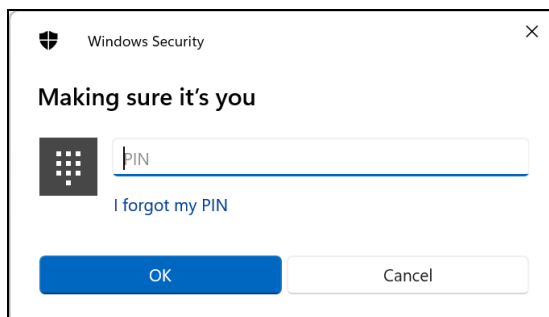 Windows Security
Making sure it's you
PIN
I forgot my PIN
OK
Cancel